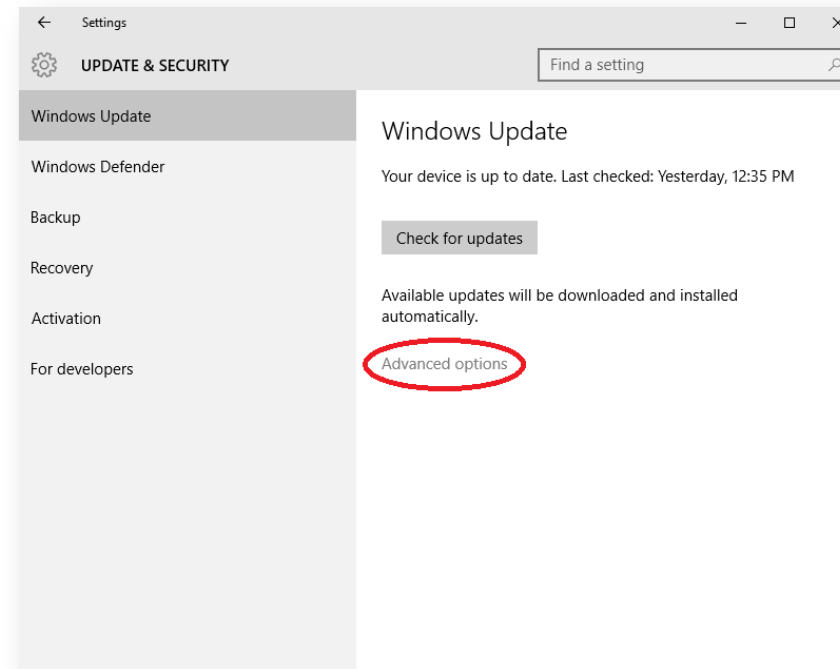 Settings
UPDATE & SECURITY
Find a setting
Windows Update
Windows Defender
Backup
Recovery
Activation
For developers
Windows Update
Your device is up to date. Last checked: Yesterday, 12:35 PM
Check for updates
Available updates will be downloaded and installed
automatically.
Advanced options